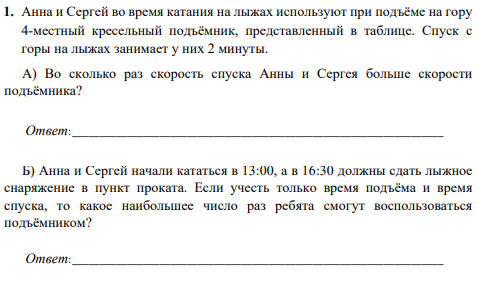 1. Анна и Сергей во время катания на лыжах используют при подъёме на гору
4-местный кресельный подъёмник, представленный в таблице. Спуск с
горы на лыжах занимает у них 2 минуты.
А) Во сколько раз скорость спуска Анны и Сергея больше скорости
подъёмника?
Ответ:______________________________________________________
Б) Анна и Сергей начали кататься в 13:00, а в 16:30 должны сдать лыжное
снаряжение в пункт проката. Если учесть только время подъёма и время
спуска, то какое наибольшее число раз ребята смогут воспользоваться
подъёмником?
Ответ:______________________________________________________